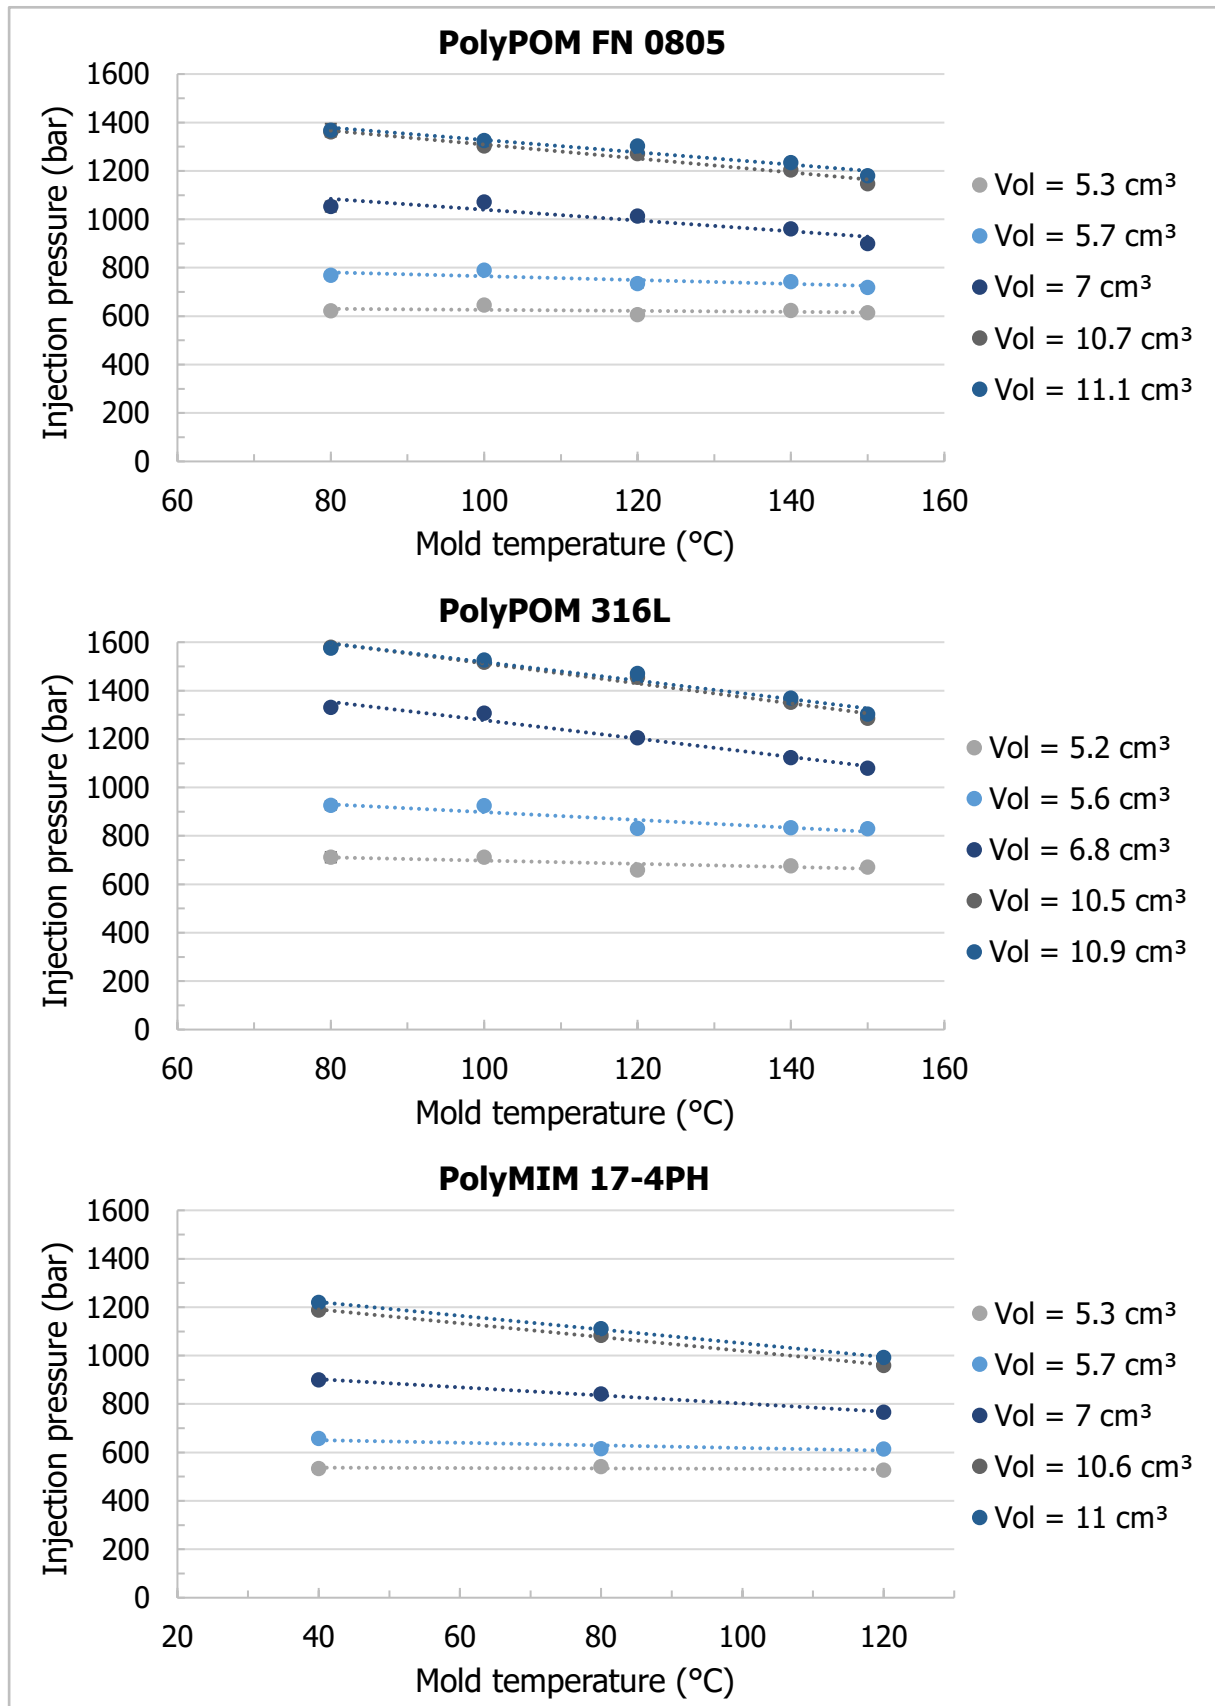 PolyPOM FN 0805
Injection pressure (bar)
1600
1400
1200
1000
800
600
400
200
0
60 80 100 120 140 160
Mold temperature (°C)
Vol = 5.3 cm³
Vol = 5.7 cm³
Vol = 7 cm³
Vol = 10.7 cm³
Vol = 11.1 cm³
PolyPOM 316L
Injection pressure (bar)
1600
1400
1200
1000
800
600
400
200
0
60 80 100 120 140 160
Mold temperature (°C)
Vol = 5.2 cm³
Vol = 5.6 cm³
Vol = 6.8 cm³
Vol = 10.5 cm³
Vol = 10.9 cm³
PolyMIM 17-4PH
Injection pressure (bar)
1600
1400
1200
1000
800
600
400
200
0
20 40 60 80 100 120
Mold temperature (°C)
Vol = 5.3 cm³
Vol = 5.7 cm³
Vol = 7 cm³
Vol = 10.6 cm³
Vol = 11 cm³